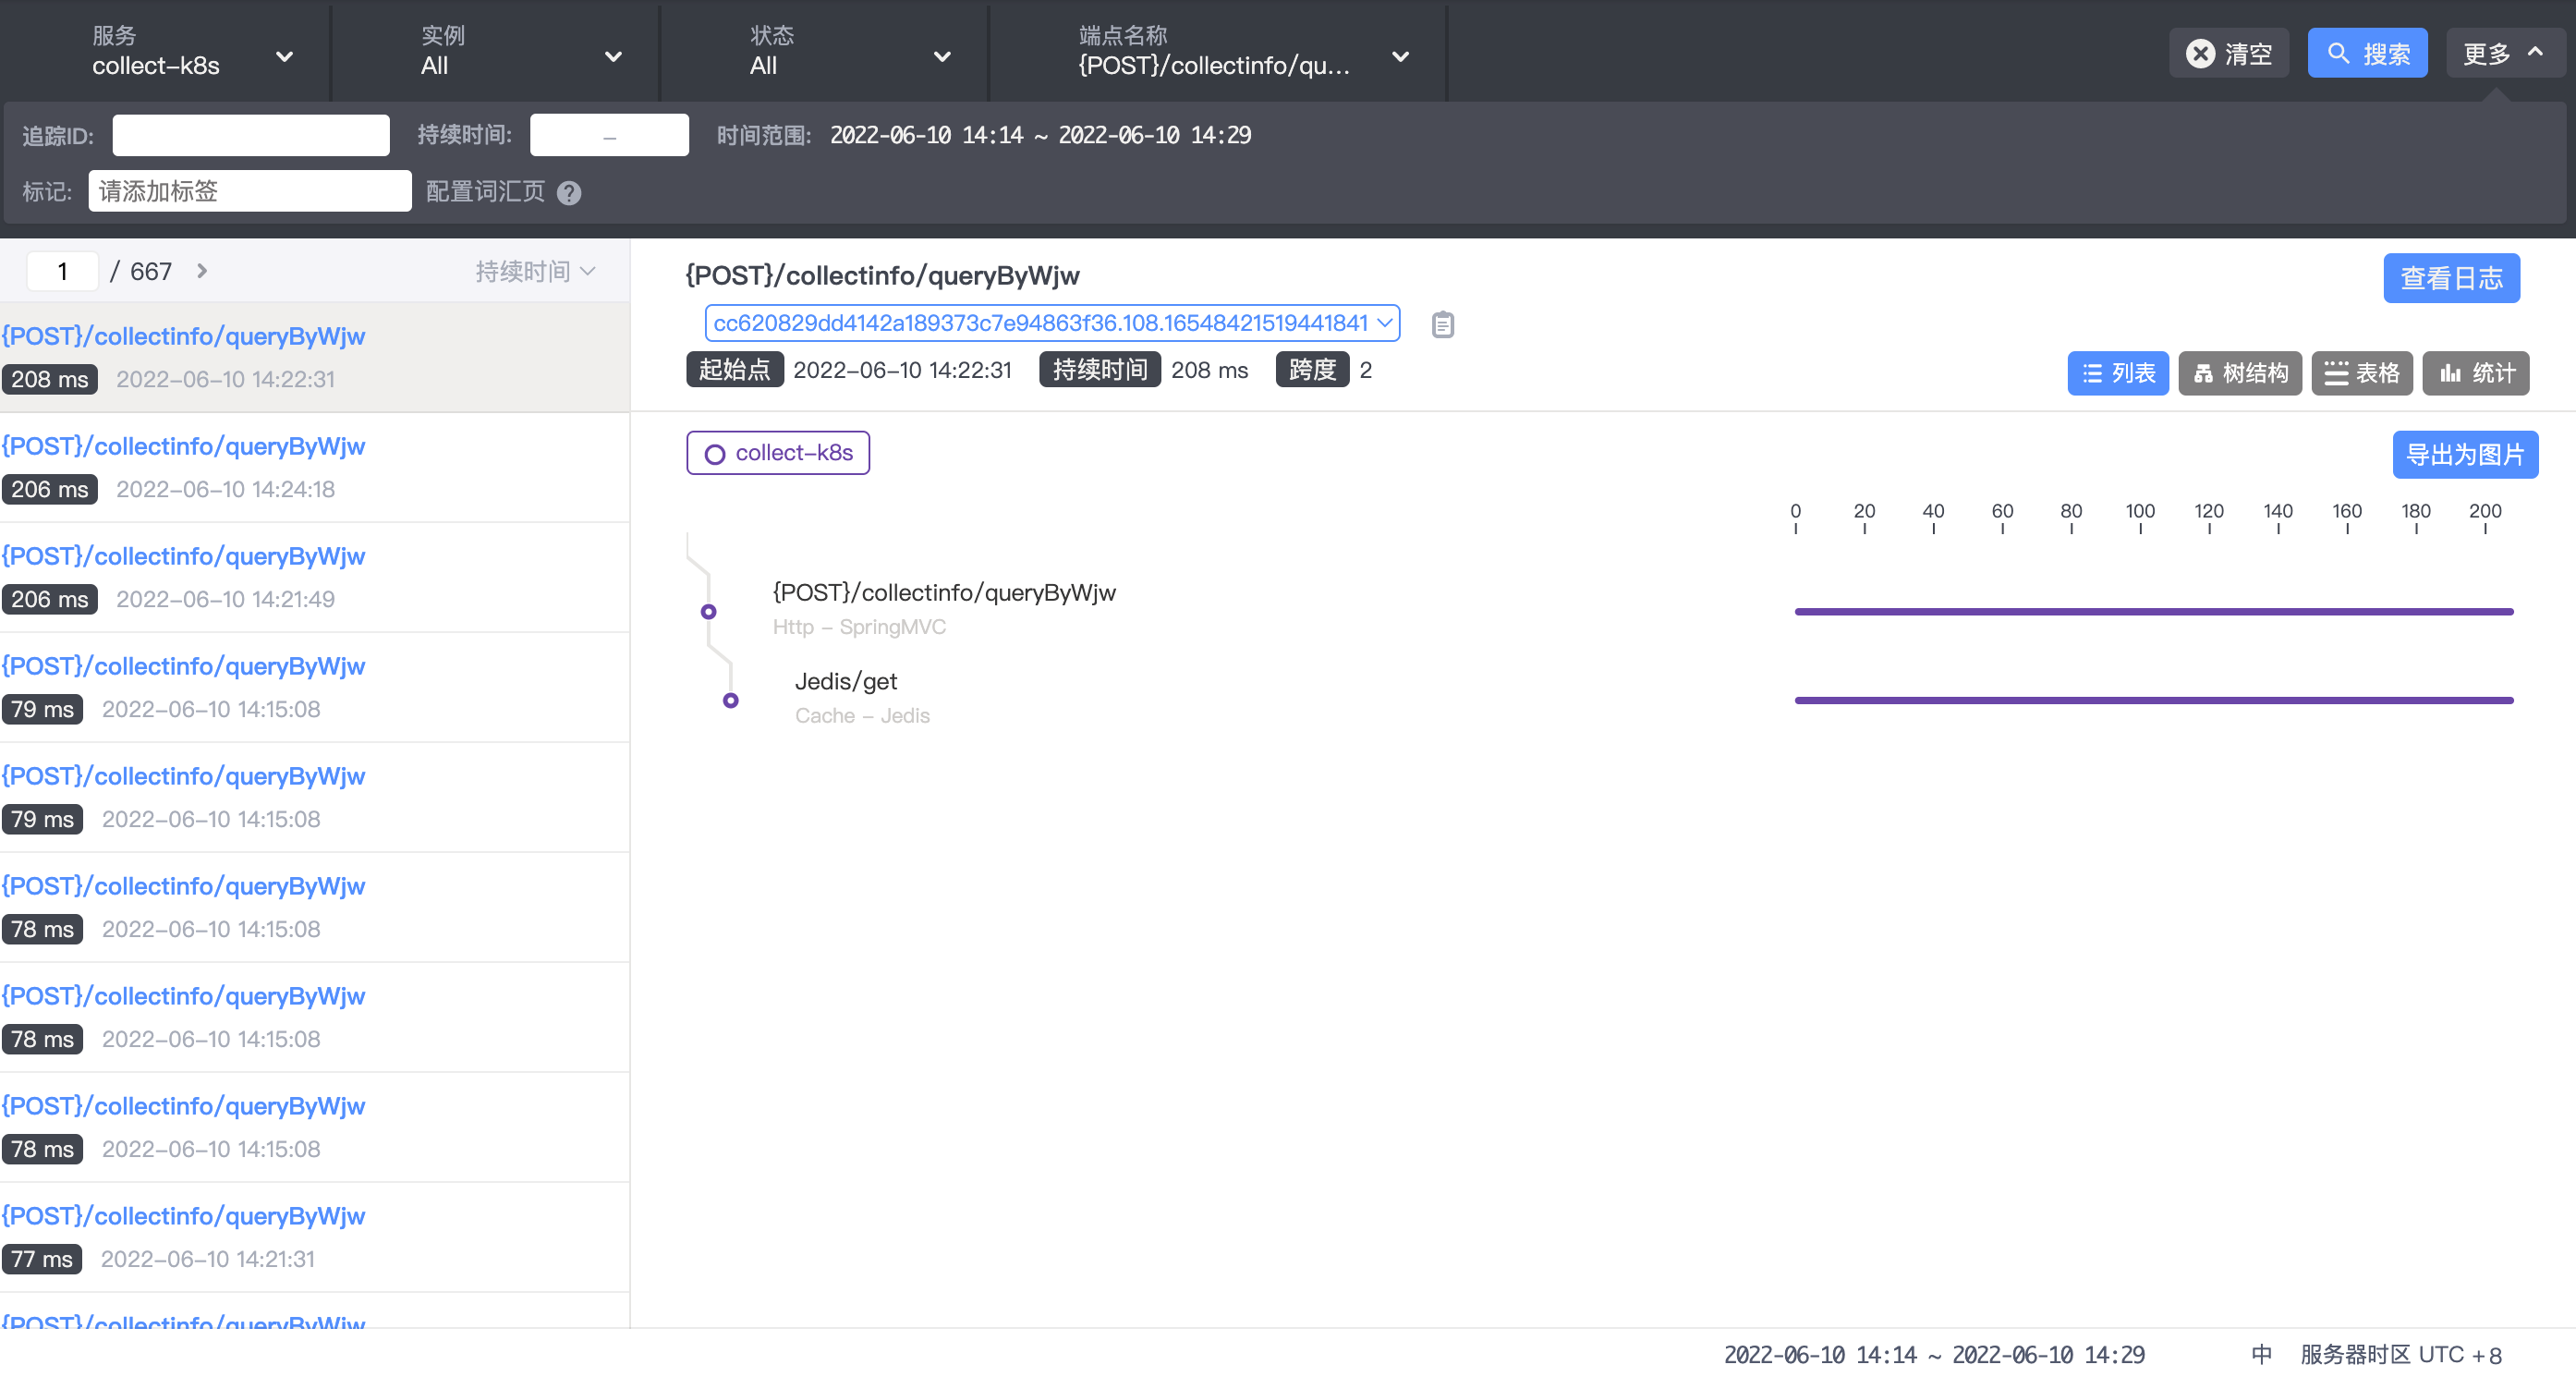 服务 实例 状态 端点名称
collect-k8s All All {POST}/collectinfo/qu... 清空 搜索 更多
追踪ID: 持续时间: – 时间范围: 2022-06-10 14:14 ~ 2022-06-10 14:29
标记: 请添加标签 配置词汇页 ?
1 / 667 > 持续时间
{POST}/collectinfo/queryByWjw
208 ms 2022-06-10 14:22:31
{POST}/collectinfo/queryByWjw
206 ms 2022-06-10 14:24:18
{POST}/collectinfo/queryByWjw
206 ms 2022-06-10 14:21:49
{POST}/collectinfo/queryByWjw
79 ms 2022-06-10 14:15:08
{POST}/collectinfo/queryByWjw
79 ms 2022-06-10 14:15:08
{POST}/collectinfo/queryByWjw
78 ms 2022-06-10 14:15:08
{POST}/collectinfo/queryByWjw
78 ms 2022-06-10 14:15:08
{POST}/collectinfo/queryByWjw
78 ms 2022-06-10 14:15:08
{POST}/collectinfo/queryByWjw
77 ms 2022-06-10 14:21:31
{POST}/collectinfo/queryByWjw
{POST}/collectinfo/queryByWjw 查看日志
cc620829dd4142a189373c7e94863f36.108.16548421519441841
起始点 2022-06-10 14:22:31 持续时间 208 ms 跨度 2 列表 树结构 表格 统计
collect-k8s 导出为图片
0 20 40 60 80 100 120 140 160 180 200
{POST}/collectinfo/queryByWjw
Http - SpringMVC
Jedis/get
Cache - Jedis
2022-06-10 14:14 ~ 2022-06-10 14:29 中 服务器时区 UTC +8